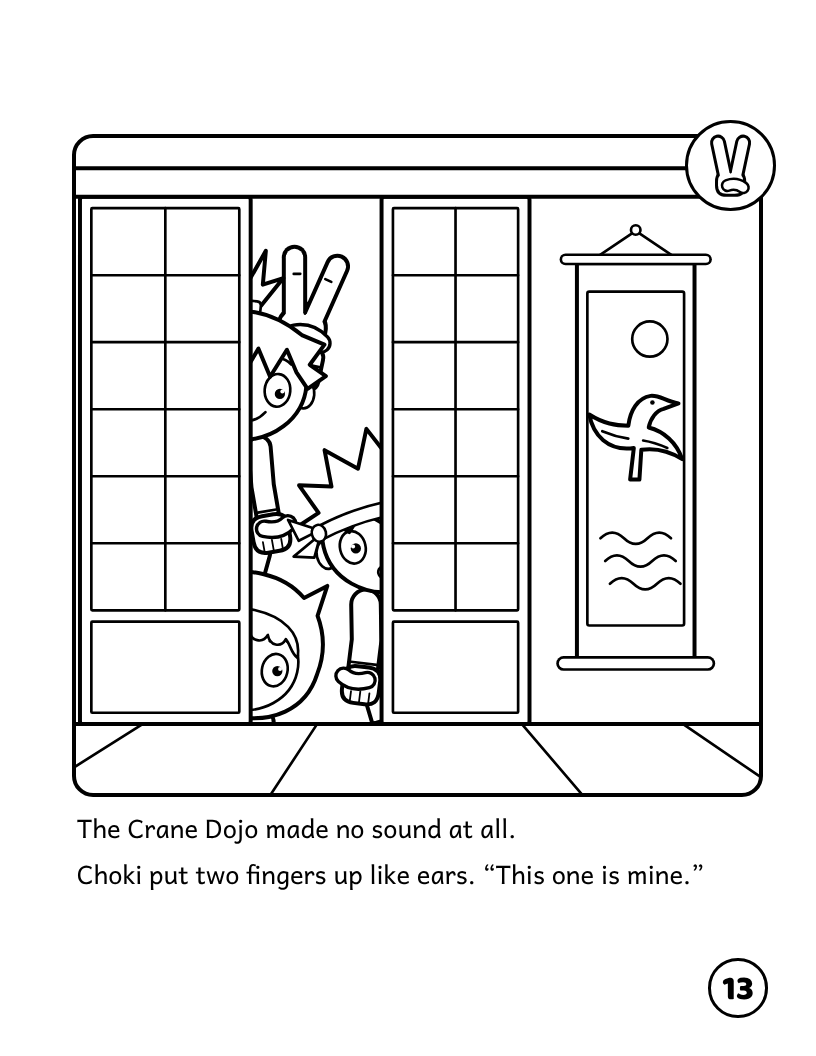 The Crane Dojo made no sound at all.
Choki put two fingers up like ears. “This one is mine.”
13